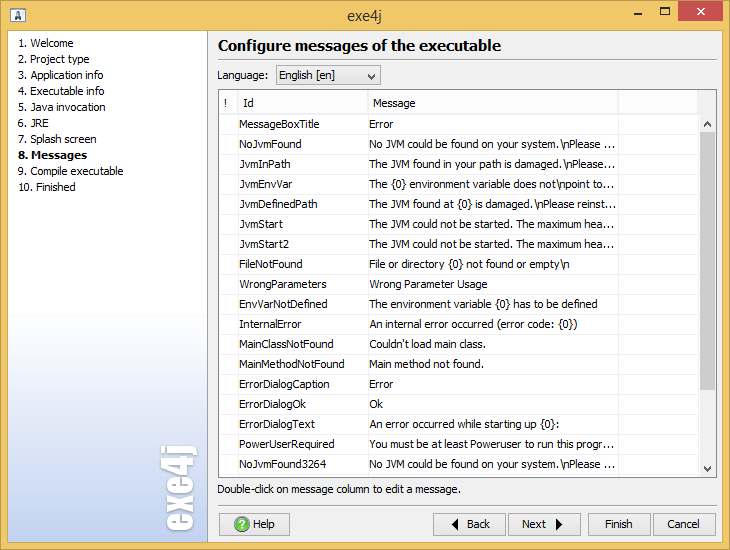 exe4j
1. Welcome
2. Project type
3. Application info
4. Executable info
5. Java invocation
6. JRE
7. Splash screen
8. Messages
9. Compile executable
10. Finished
exe4j
Configure messages of the executable
Language: English [en]
! Id Message
MessageBoxTitle Error
NoJvmFound No JVM could be found on your system.\nPlease ...
JvmInPath The JVM found in your path is damaged.\nPleas...
JvmEnvVar The {0} environment variable does not\npoint to...
JvmDefinedPath The JVM found at {0} is damaged.\nPlease reinst...
JvmStart The JVM could not be started. The maximum hea...
JvmStart2 The JVM could not be started. The maximum hea...
FileNotFound File or directory {0} not found or empty\n
WrongParameters Wrong Parameter Usage
EnvVarNotDefined The environment variable {0} has to be defined
InternalError An internal error occurred (error code: {0})
MainClassNotFound Couldn't load main class.
MainMethodNotFound Main method not found.
ErrorDialogCaption Error
ErrorDialogOk Ok
ErrorDialogText An error occurred while starting up {0}:
PowerUserRequired You must be at least Poweruser to run this progr...
NoJvmFound3264 No JVM could be found on your system.\nPlease ...
Double-click on message column to edit a message.
? Help Back Next Finish Cancel